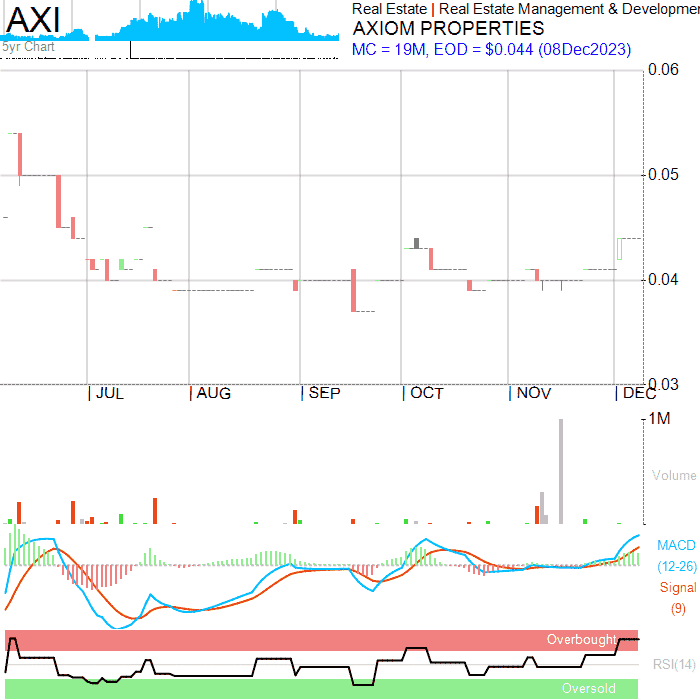 AXI
Real Estate | Real Estate Management & Developmen
AXIOM PROPERTIES
5yr Chart
MC = 19M, EOD = $0.044 (08Dec2023)
0.06
0.05
0.04
0.03
JUL AUG SEP OCT NOV DEC
1M
Volume
MACD
(12-26)
Signal
(9)
Overbought
RSI(14)
Oversold